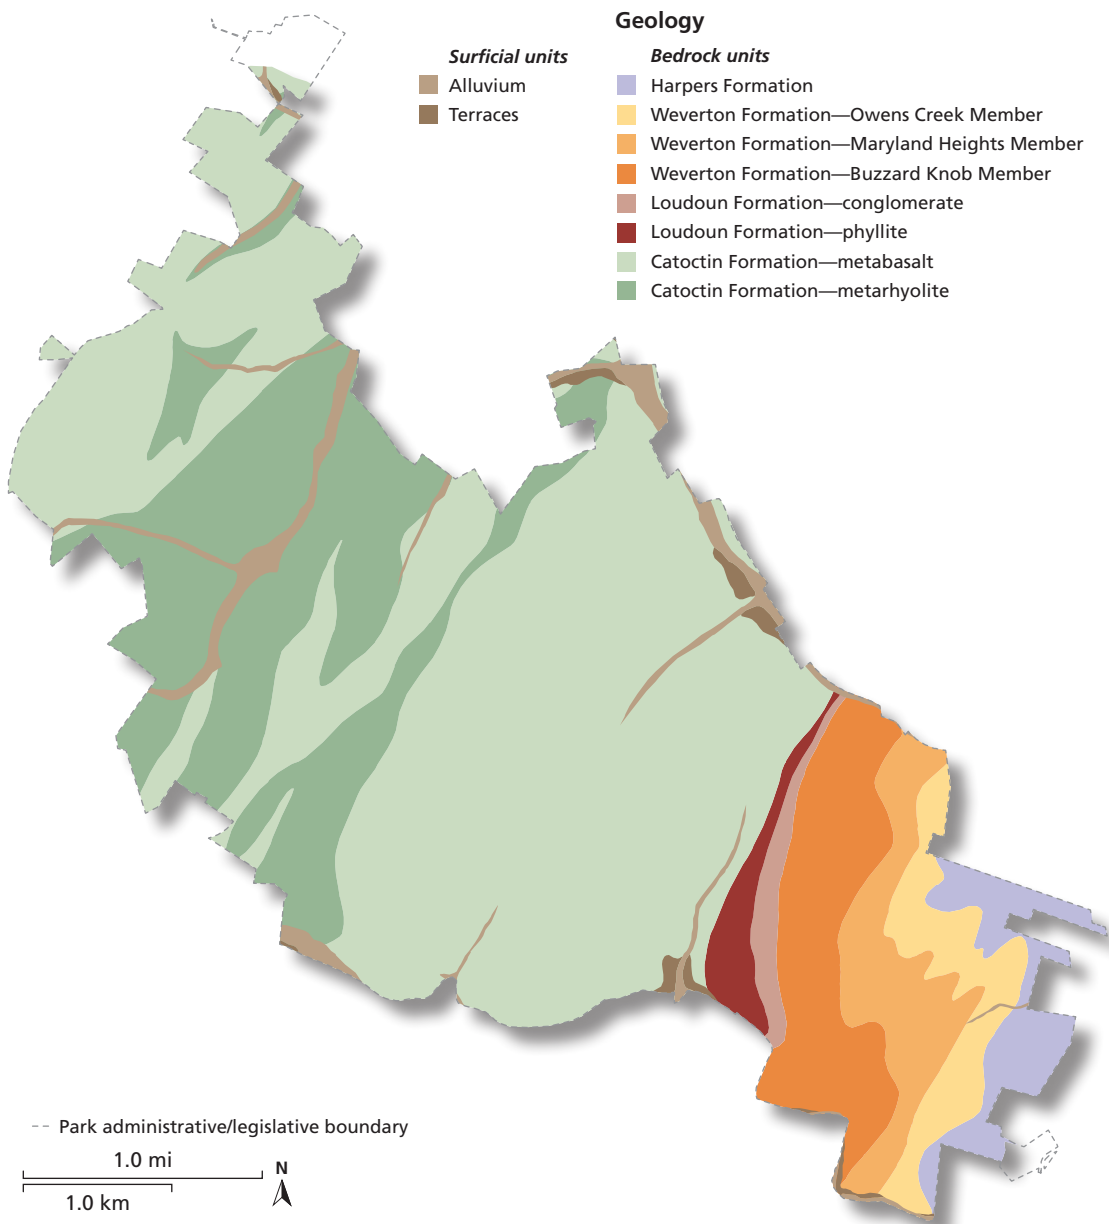 Geology
Surficial units
Alluvium
Terraces
Bedrock units
Harpers Formation
Weverton Formation—Owens Creek Member
Weverton Formation—Maryland Heights Member
Weverton Formation—Buzzard Knob Member
Loudoun Formation—conglomerate
Loudoun Formation—phyllite
Catoctin Formation—metabasalt
Catoctin Formation—metarhyolite
Park administrative/legislative boundary
1.0 mi
1.0 km
N